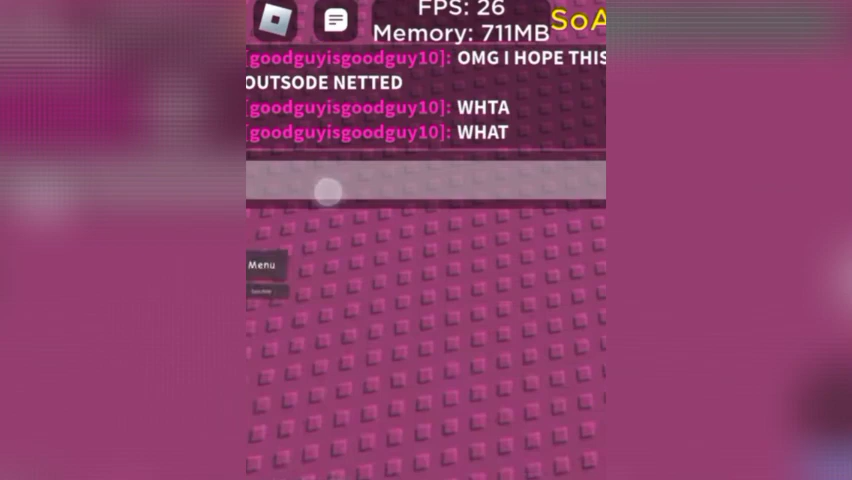 FPS: 26
Memory: 711MB
SoA
[goodguyisgoodguy10]: OMG I HOPE THIS
OUTSODE NETTED
[goodguyisgoodguy10]: WHTA
[goodguyisgoodguy10]: WHAT
Menu